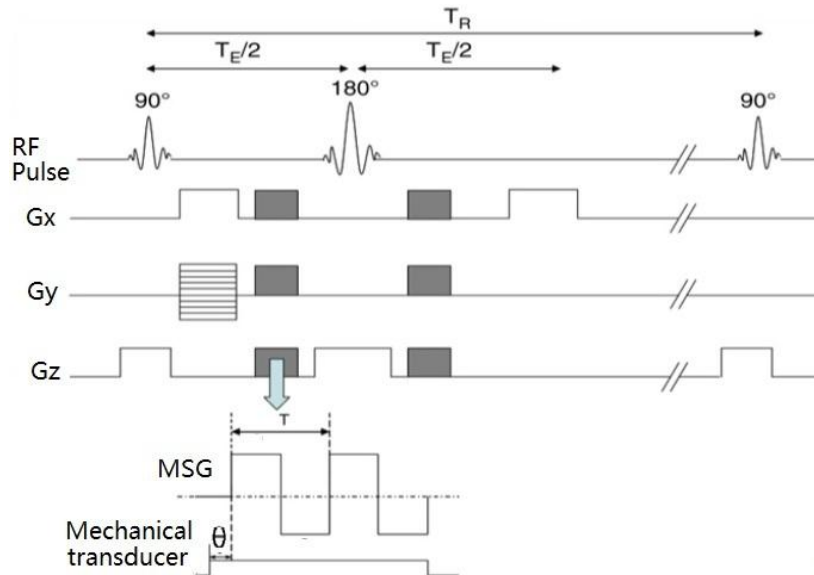 T_R
T_E/2 T_E/2
90° 180° 90°
RF
Pulse
Gx
Gy
Gz
T
MSG
Mechanical
transducer θ